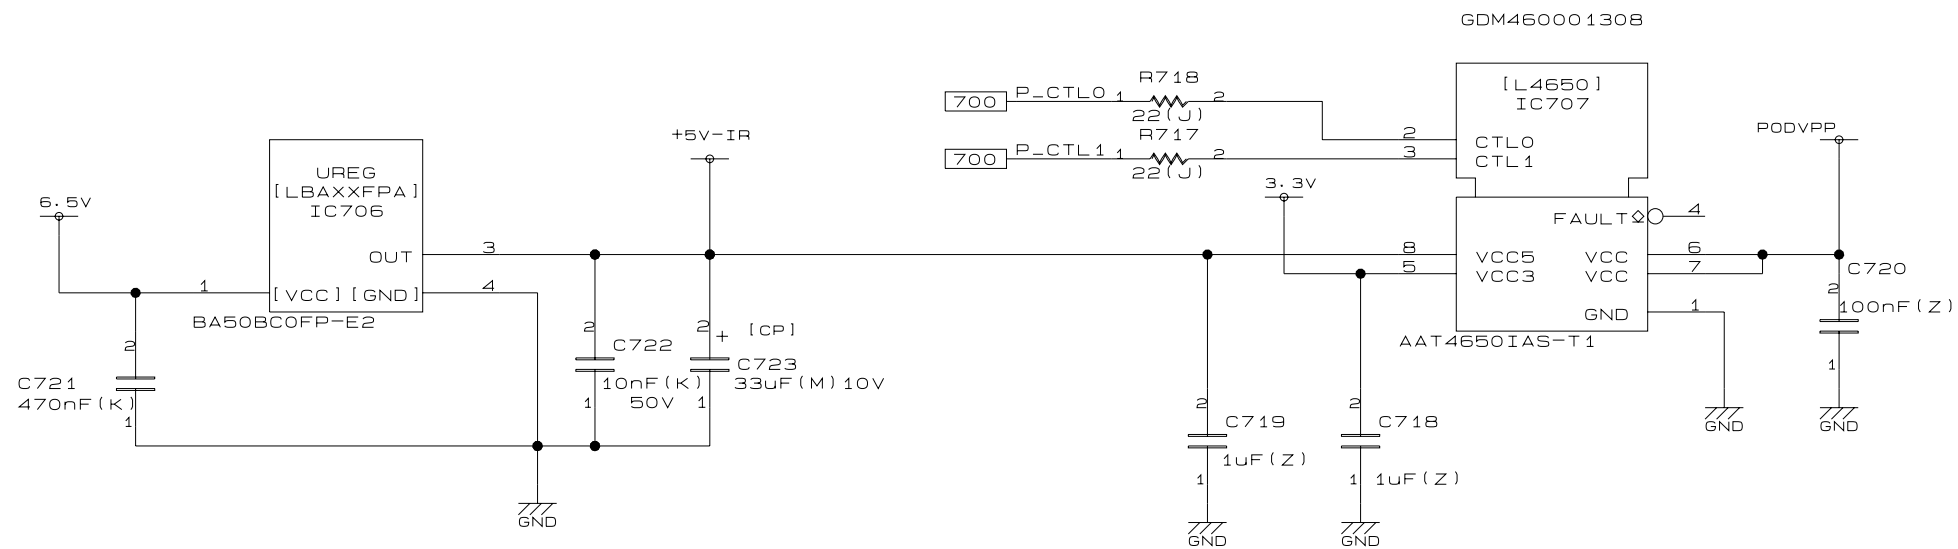 GDM460001308
R718
[L4650]
IC707
700
P_CTL0
1
2
22(J)
R717
700
P_CTL1
1
2
22(J)
2
CTL0
3
CTL1
+5V-IR
PODVPP
UREG
[LBAXXFPA]
IC706
6.5V
3.3V
FAULT
4
OUT
3
8
VCC5
VCC
6
5
VCC3
VCC
7
1
[VCC][GND]
4
BA50BC0FP-E2
GND
1
AAT4650IAS-T1
C720
2
100nF(Z)
1
2
C721
470nF(K)
1
2
C722
10nF(K)
50V
1
2
+
[CP]
C723
33uF(M)10V
1
2
C719
1uF(Z)
1
2
C718
1uF(Z)
1
GND
GND
GND
GND
GND